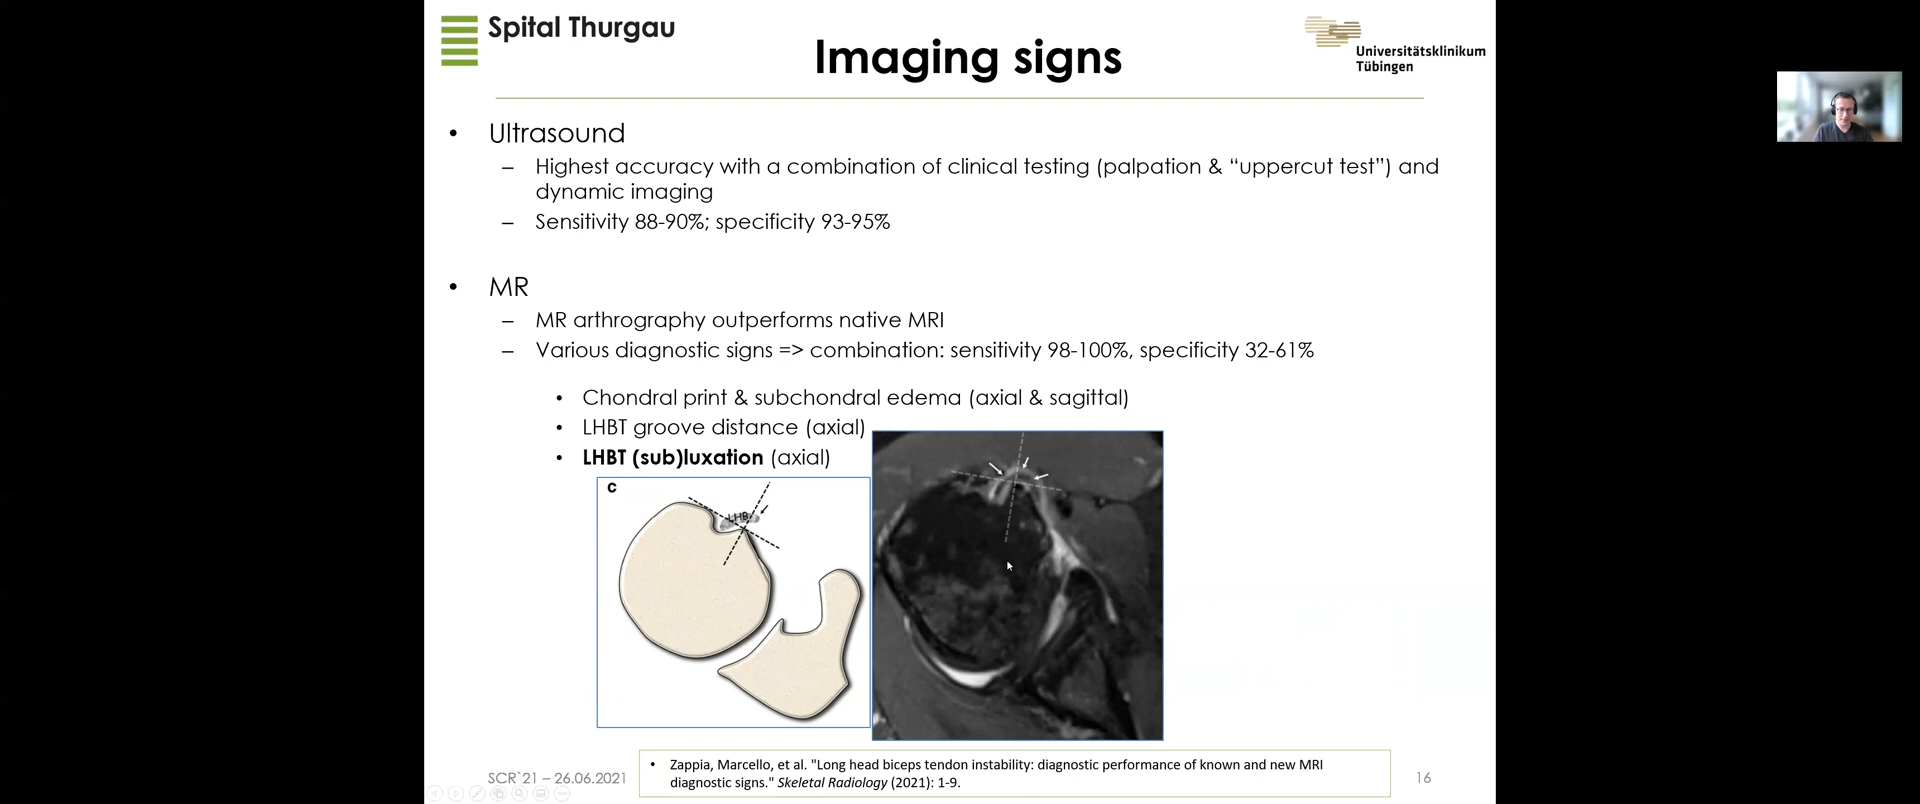 Spital Thurgau
Imaging signs
Universitätsklinikum
Tübingen
• Ultrasound
– Highest accuracy with a combination of clinical testing (palpation & “uppercut test”) and
dynamic imaging
– Sensitivity 88-90%; specificity 93-95%
• MR
– MR arthrography outperforms native MRI
– Various diagnostic signs => combination: sensitivity 98-100%, specificity 32-61%
• Chondral print & subchondral edema (axial & sagittal)
• LHBT groove distance (axial)
• LHBT (sub)luxation (axial)
c
LHB
• Zappia, Marcello, et al. "Long head biceps tendon instability: diagnostic performance of known and new MRI
diagnostic signs." Skeletal Radiology (2021): 1-9.
SCR`21 – 26.06.2021
16